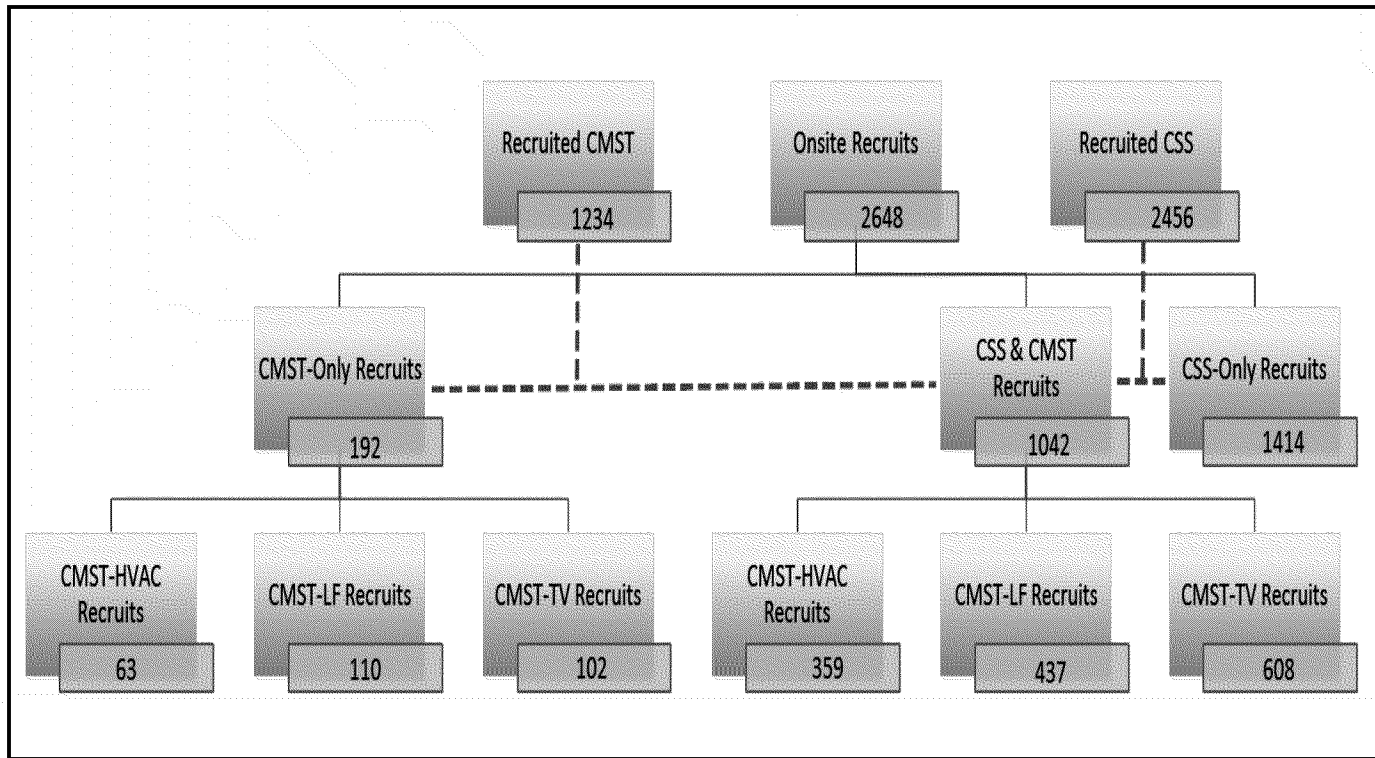 Recruited CMST
1234
Onsite Recruits
2648
Recruited CSS
2456
CMST-Only Recruits
192
CSS & CMST
Recruits
1042
CSS-Only Recruits
1414
CMST-HVAC
Recruits
63
CMST-LF Recruits
110
CMST-TV Recruits
102
CMST-HVAC
Recruits
359
CMST-LF Recruits
437
CMST-TV Recruits
608